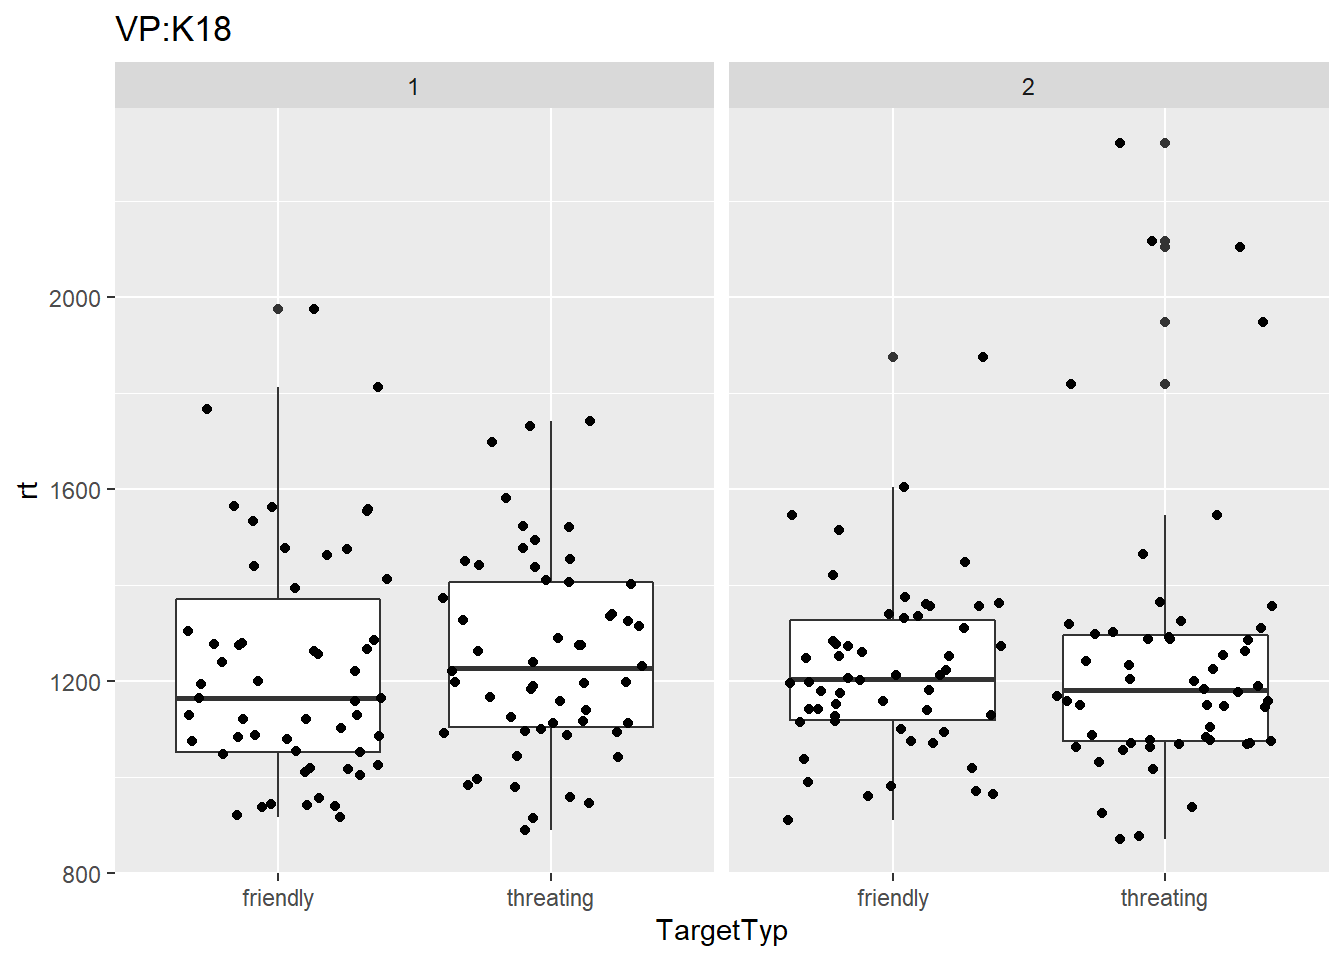 VP:K18
1 2
2000
1600
1200
800
rt
friendly threating friendly threating
TargetTyp